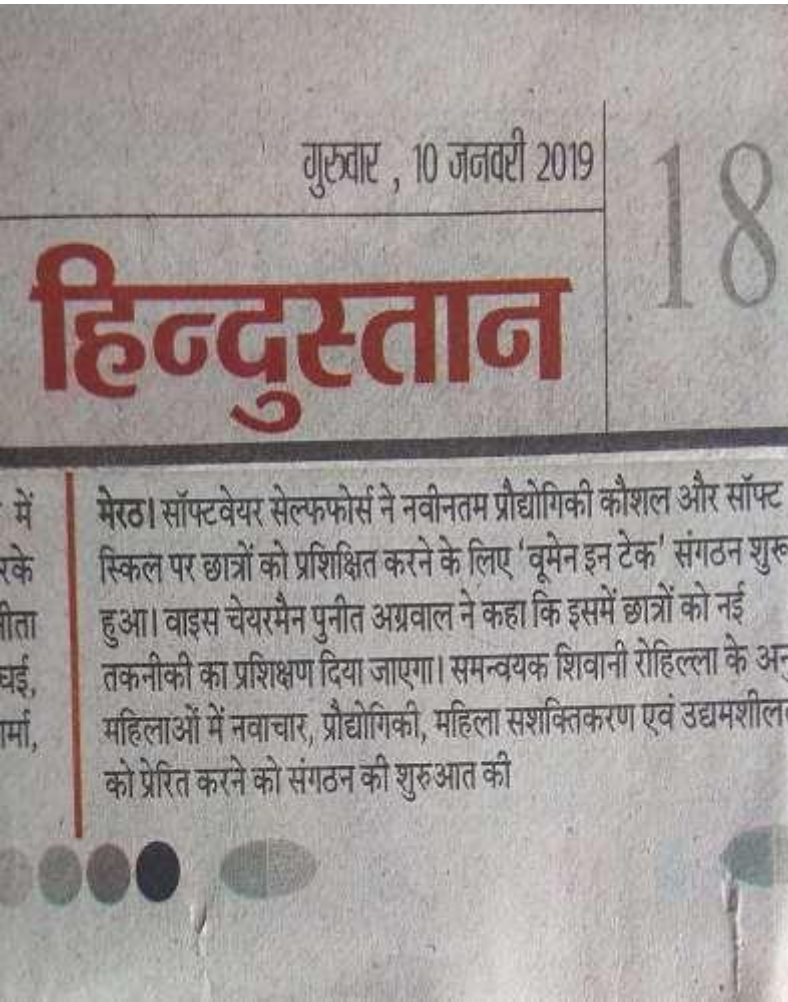 गुरुवार , 10 जनवरी 2019
18
हिन्दुस्तान
में
मेरठ। सॉफ्टवेयर सेल्फफोर्स ने नवीनतम प्रौद्योगिकी कौशल और सॉफ्ट
स्किल पर छात्रों को प्रशिक्षित करने के लिए ‘वूमेन इन टेक’ संगठन शुरू
हुआ। वाइस चेयरमैन पुनीत अग्रवाल ने कहा कि इसमें छात्रों को नई
तकनीकी का प्रशिक्षण दिया जाएगा। समन्वयक शिवानी रोहिल्ला के
महिलाओं में नवाचार, प्रौद्योगिकी, महिला सशक्तिकरण एवं
को प्रेरित करने को संगठन की शुरुआत की